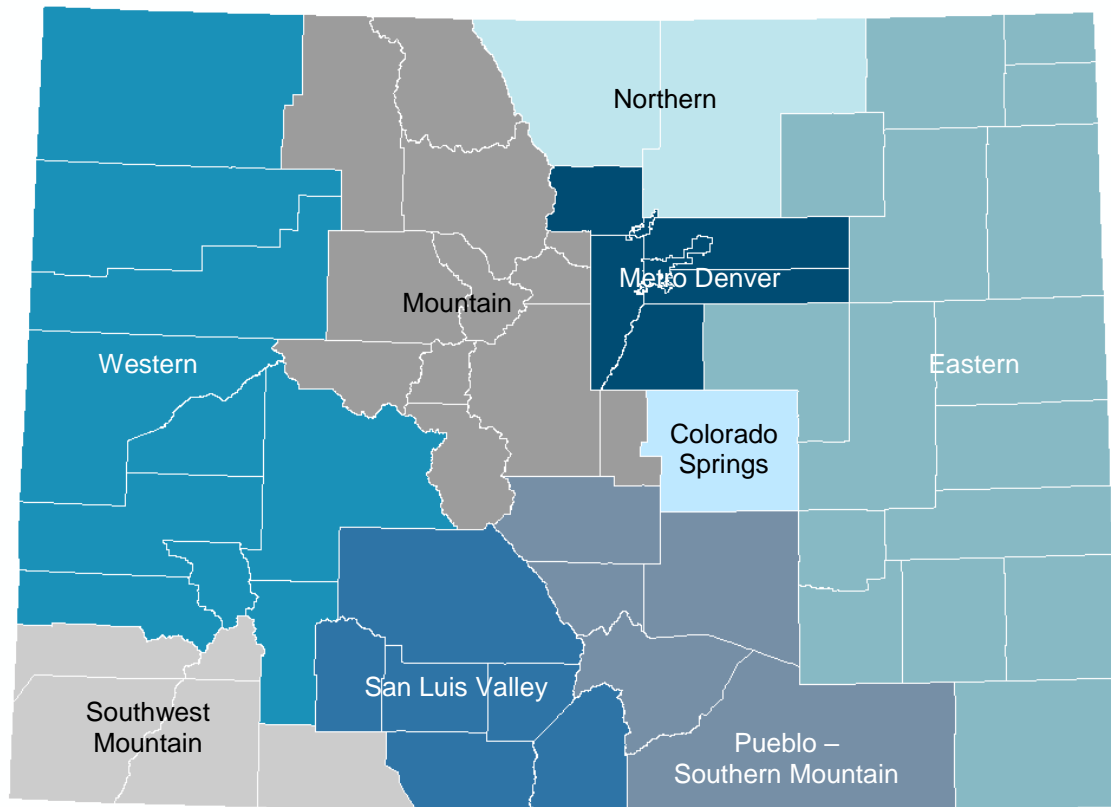 Northern
Metro Denver
Mountain
Western
Eastern
Colorado
Springs
San Luis Valley
Southwest
Mountain
Pueblo –
Southern Mountain